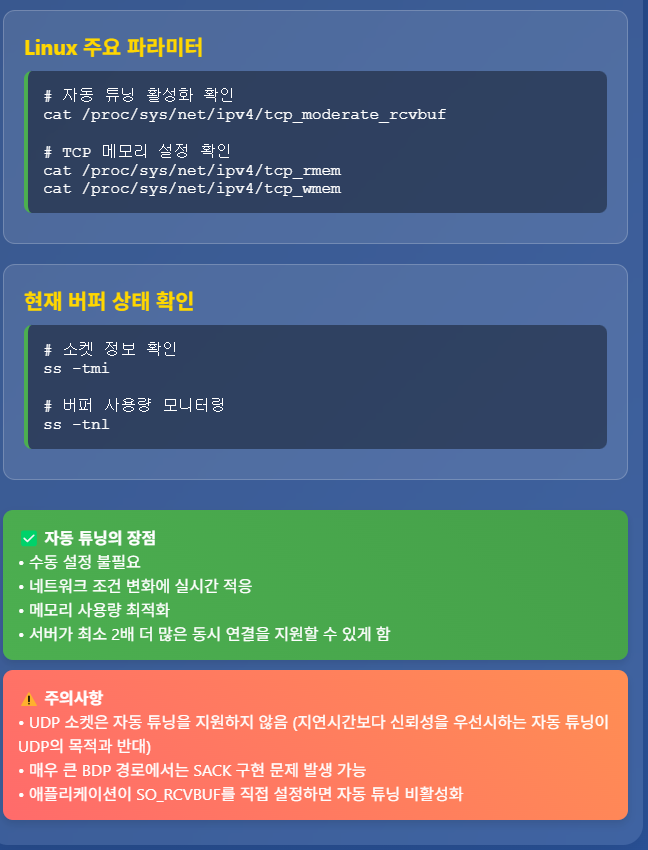 Linux 주요 파라미터
# 자동 튜닝 활성화 확인
cat /proc/sys/net/ipv4/tcp_moderate_rcvbuf
# TCP 메모리 설정 확인
cat /proc/sys/net/ipv4/tcp_rmem
cat /proc/sys/net/ipv4/tcp_wmem
현재 버퍼 상태 확인
# 소켓 정보 확인
ss -tmi
# 버퍼 사용량 모니터링
ss -tnl
✅ 자동 튜닝의 장점
• 수동 설정 불필요
• 네트워크 조건 변화에 실시간 적응
• 메모리 사용량 최적화
• 서버가 최소 2배 더 많은 동시 연결을 지원할 수 있게 함
⚠️ 주의사항
• UDP 소켓은 자동 튜닝을 지원하지 않음 (지연시간보다 신뢰성을 우선시하는 자동 튜닝이
UDP의 목적과 반대)
• 매우 큰 BDP 경로에서는 SACK 구현 문제 발생 가능
• 애플리케이션이 SO_RCVBUF를 직접 설정하면 자동 튜닝 비활성화